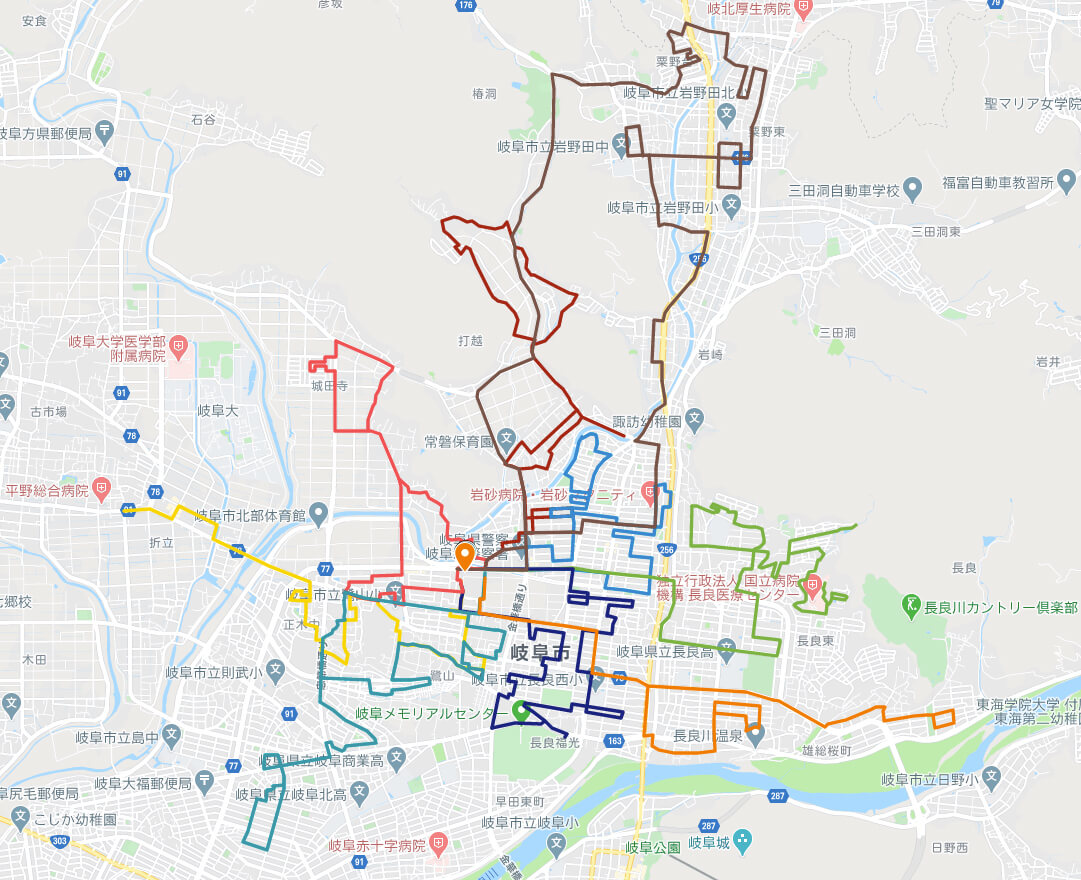 彦坂
176
岐北厚生病院
79
安食
粟野台
椿洞
岐阜市立岩野田北小
聖マリア女学院
石谷
岐阜方県郵便局
粟野東
岐阜市立岩野田中
91
三田洞自動車学校
福富自動車教習所
岐阜市立岩野田小
三田洞東
256
三田洞
岐阜大学医学部
附属病院
打越
岩崎
岩井
城田寺
91
古市場
岐阜大
諏訪幼稚園
78
常磐保育園
平野総合病院
78
岩砂病院・岩砂マタニティ
91
岐阜市北部体育館
折立
岐阜県警察
256
77
長良
独立行政法人 国立病院
機構 長良医療センター
七郷校
正木中
金華橋通り
長良川カントリー倶楽部
長良東
木田
岐阜市
岐阜県立長良高
岐阜市立則武小
鷺山
岐阜市立長良西小
91
岐阜メモリアルセンター
東海学院大学 付属
東海第二幼稚園
岐阜市立島中
長良福光
163
長良川温泉
雄総桜町
77
岐阜県立岐阜商業高
岐阜大福郵便局
岐阜市立日野小
岐阜尻毛郵便局
岐阜県立岐阜北高
早田東町
287
こじか幼稚園
岐阜市立岐阜小
287
303
岐阜赤十字病院
岐阜公園
岐阜城
日野西
91
金華橋